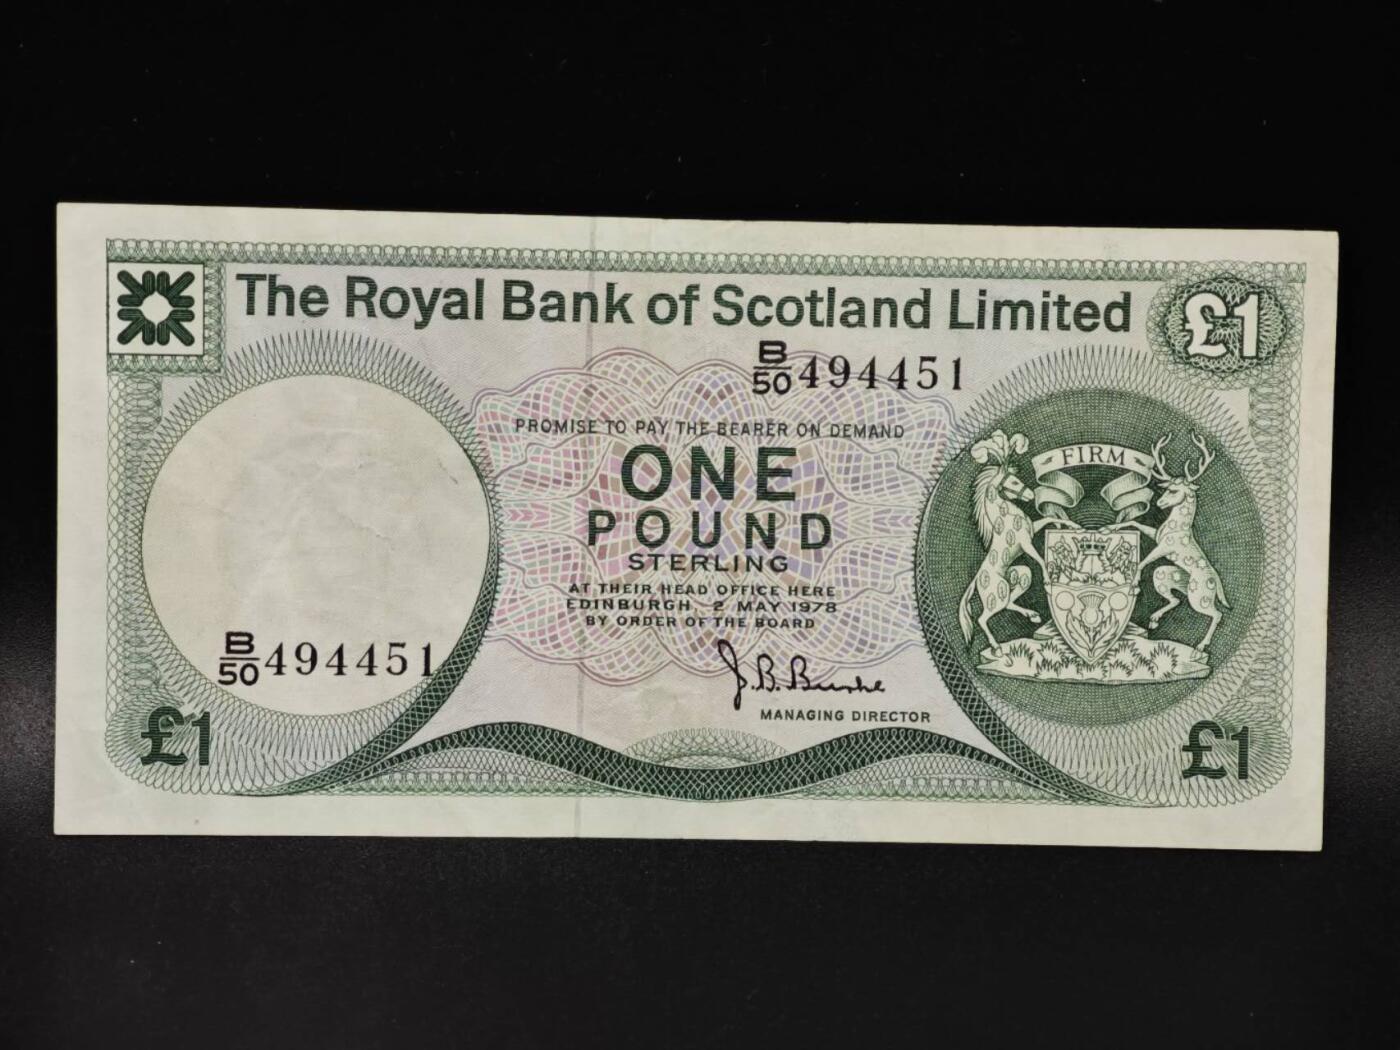 The Royal Bank of Scotland Limited
£1
B/50 494451
PROMISE TO PAY THE BEARER ON DEMAND
ONE
POUND
STERLING
AT THEIR HEAD OFFICE HERE
EDINBURGH, 2 MAY 1978
BY ORDER OF THE BOARD
J. B. Burke
MANAGING DIRECTOR
FIRM
B/50 494451
£1
£1